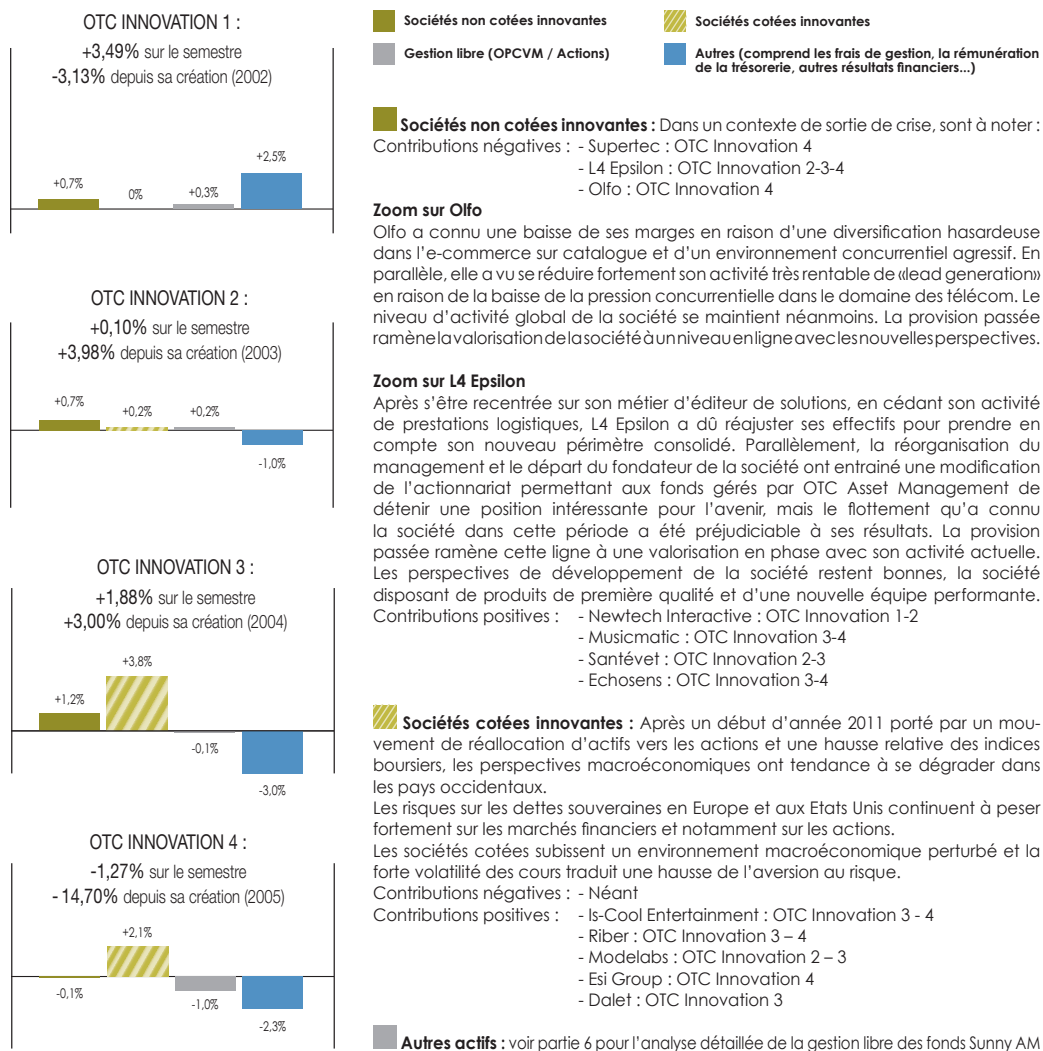 OTC INNOVATION 1 :
+3,49% sur le semestre
-3,13% depuis sa création (2002)
+0,7%
0%
+0,3%
+2,5%
OTC INNOVATION 2 :
+0,10% sur le semestre
+3,98% depuis sa création (2003)
+0,7%
+0,2%
+0,2%
-1,0%
OTC INNOVATION 3 :
+1,88% sur le semestre
+3,00% depuis sa création (2004)
+1,2%
+3,8%
-0,1%
-3,0%
OTC INNOVATION 4 :
-1,27% sur le semestre
- 14,70% depuis sa création (2005)
-0,1%
+2,1%
-1,0%
-2,3%
Sociétés non cotées innovantes
Sociétés cotées innovantes
Gestion libre (OPCVM / Actions)
Autres (comprend les frais de gestion, la rémunération
de la trésorerie, autres résultats financiers...)
Sociétés non cotées innovantes : Dans un contexte de sortie de crise, sont à noter :
Contributions négatives : - Supertec : OTC Innovation 4
- L4 Epsilon : OTC Innovation 2-3-4
- Olfo : OTC Innovation 4
Zoom sur Olfo
Olfo a connu une baisse de ses marges en raison d'une diversification hasardeuse
dans l'e-commerce sur catalogue et d'un environnement concurrentiel agressif. En
parallèle, elle a vu se réduire fortement son activité très rentable de «lead generation»
en raison de la baisse de la pression concurrentielle dans le domaine des télécom. Le
niveau d'activité global de la société se maintient néanmoins. La provision passée
ramène la valorisation de la société à un niveau en ligne avec les nouvelles perspectives.
Zoom sur L4 Epsilon
Après s'être recentrée sur son métier d'éditeur de solutions, en cédant son activité
de prestations logistiques, L4 Epsilon a dû réajuster ses effectifs pour prendre en
compte son nouveau périmètre consolidé. Parallèlement, la réorganisation du
management et le départ du fondateur de la société ont entrainé une modification
de l'actionnariat permettant aux fonds gérés par OTC Asset Management de
détenir une position intéressante pour l'avenir, mais le flottement qu'a connu
la société dans cette période a été préjudiciable à ses résultats. La provision
passée ramène cette ligne à une valorisation en phase avec son activité actuelle.
Les perspectives de développement de la société restent bonnes, la société
disposant de produits de première qualité et d'une nouvelle équipe performante.
Contributions positives : - Newtech Interactive : OTC Innovation 1-2
- Musicmatic : OTC Innovation 3-4
- Santévet : OTC Innovation 2-3
- Echosens : OTC Innovation 3-4
Sociétés cotées innovantes : Après un début d'année 2011 porté par un mou-
vement de réallocation d'actifs vers les actions et une hausse relative des indices
boursiers, les perspectives macroéconomiques ont tendance à se dégrader dans
les pays occidentaux.
Les risques sur les dettes souveraines en Europe et aux Etats Unis continuent à peser
fortement sur les marchés financiers et notamment sur les actions.
Les sociétés cotées subissent un environnement macroéconomique perturbé et la
forte volatilité des cours traduit une hausse de l'aversion au risque.
Contributions négatives : - Néant
Contributions positives : - Is-Cool Entertainment : OTC Innovation 3 - 4
- Riber : OTC Innovation 3 – 4
- Modelabs : OTC Innovation 2 – 3
- Esi Group : OTC Innovation 4
- Dalet : OTC Innovation 3
Autres actifs : voir partie 6 pour l'analyse détaillée de la gestion libre des fonds Sunny AM